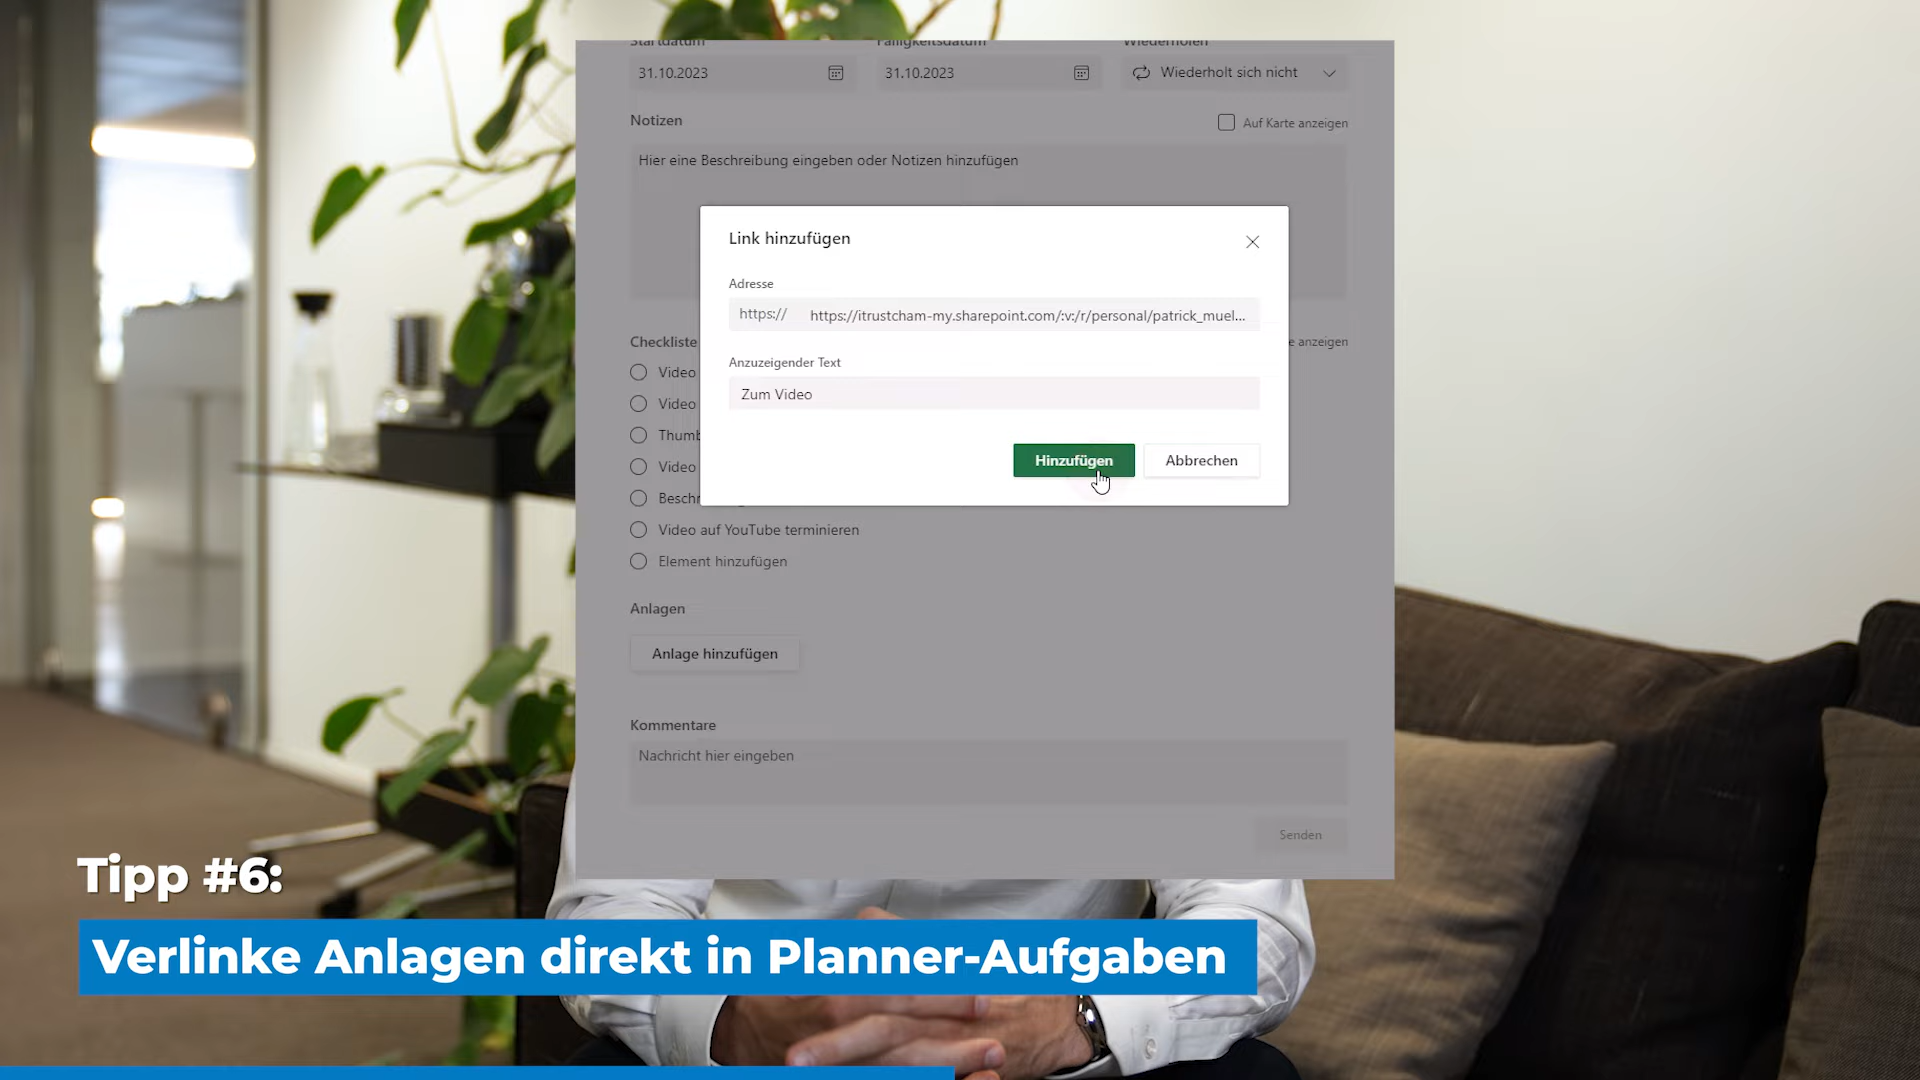 Startdatum
Fälligkeitsdatum
Wiederholen
31.10.2023
31.10.2023
Wiederholt sich nicht
Notizen
Auf Karte anzeigen
Hier eine Beschreibung eingeben oder Notizen hinzufügen
Link hinzufügen
Adresse
https://
https://itrustcham-my.sharepoint.com/:v:/r/personal/patrick_muel...
Anzuzeigender Text
Zum Video
Hinzufügen
Abbrechen
Checkliste
anzeigen
Video
Video
Video
Video auf YouTube terminieren
Element hinzufügen
Anlagen
Anlage hinzufügen
Kommentare
Nachricht hier eingeben
Senden
Tipp #6:
Verlinke Anlagen direkt in Planner-Aufgaben